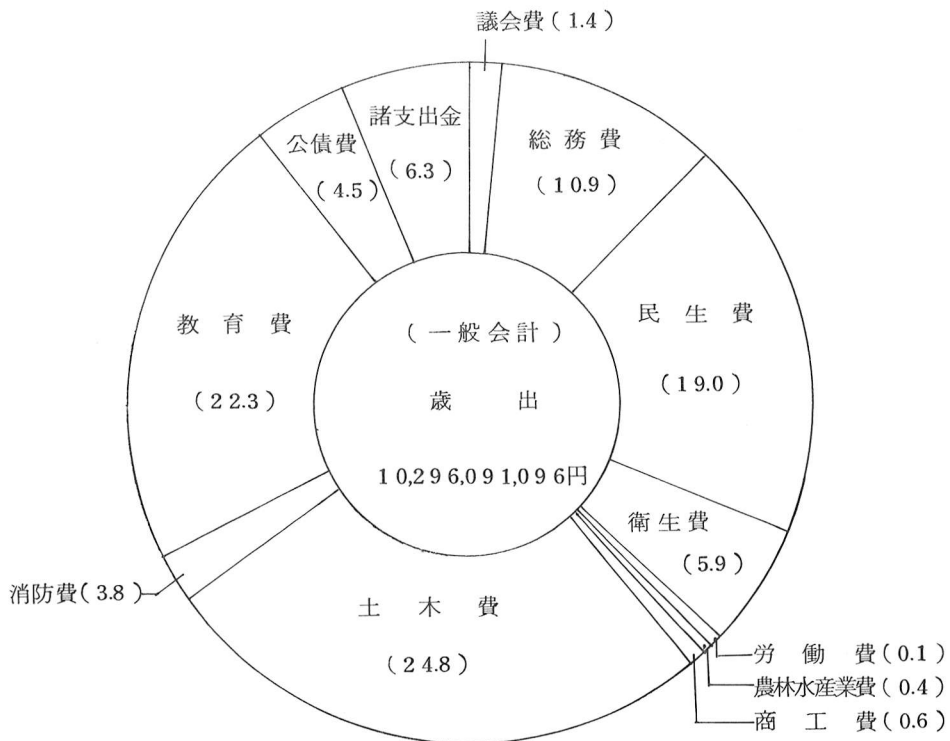 議会費(1.4)
総務費
(10.9)
民生費
(19.0)
衛生費
(5.9)
労働費(0.1)
農林水産業費(0.4)
商工費(0.6)
土木費
(24.8)
消防費(3.8)
教育費
(22.3)
公債費
(4.5)
諸支出金
(6.3)
(一般会計)
歳出
10,296,091,096円